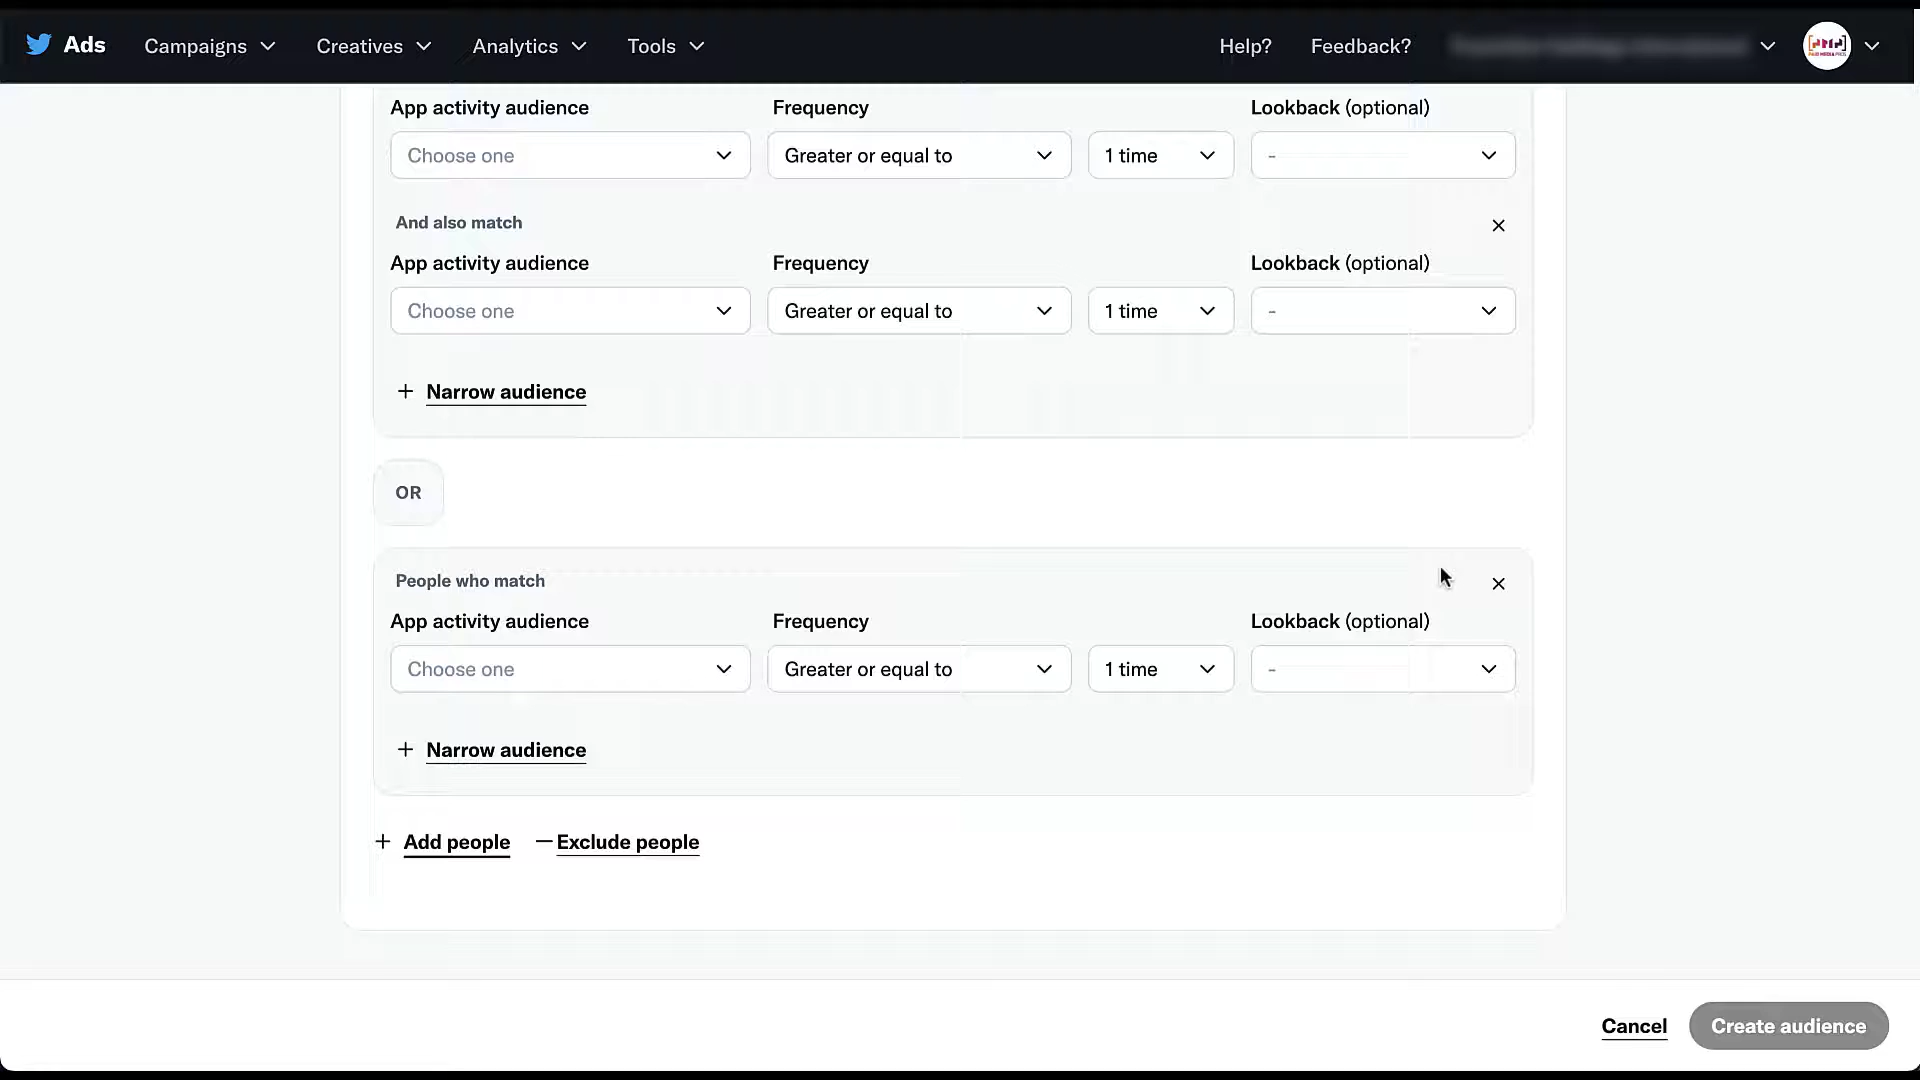 Ads Campaigns Creatives Analytics Tools Help? Feedback?
App activity audience Frequency Lookback (optional)
Choose one Greater or equal to 1 time -
And also match
App activity audience Frequency Lookback (optional)
Choose one Greater or equal to 1 time -
+ Narrow audience
OR
People who match
App activity audience Frequency Lookback (optional)
Choose one Greater or equal to 1 time -
+ Narrow audience
+ Add people — Exclude people
Cancel Create audience